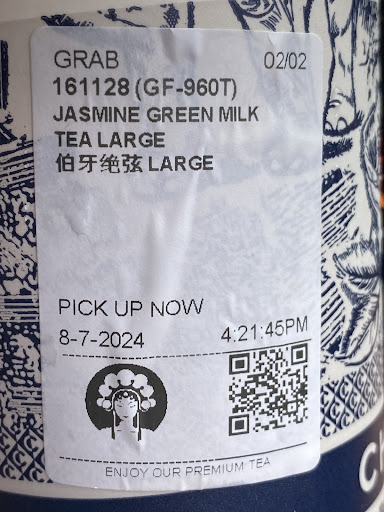 GRAB 02/02
161128 (GF-960T)
JASMINE GREEN MILK
TEA LARGE
伯牙绝弦 LARGE
PICK UP NOW
8-7-2024 4:21:45PM
ENJOY OUR PREMIUM TEA